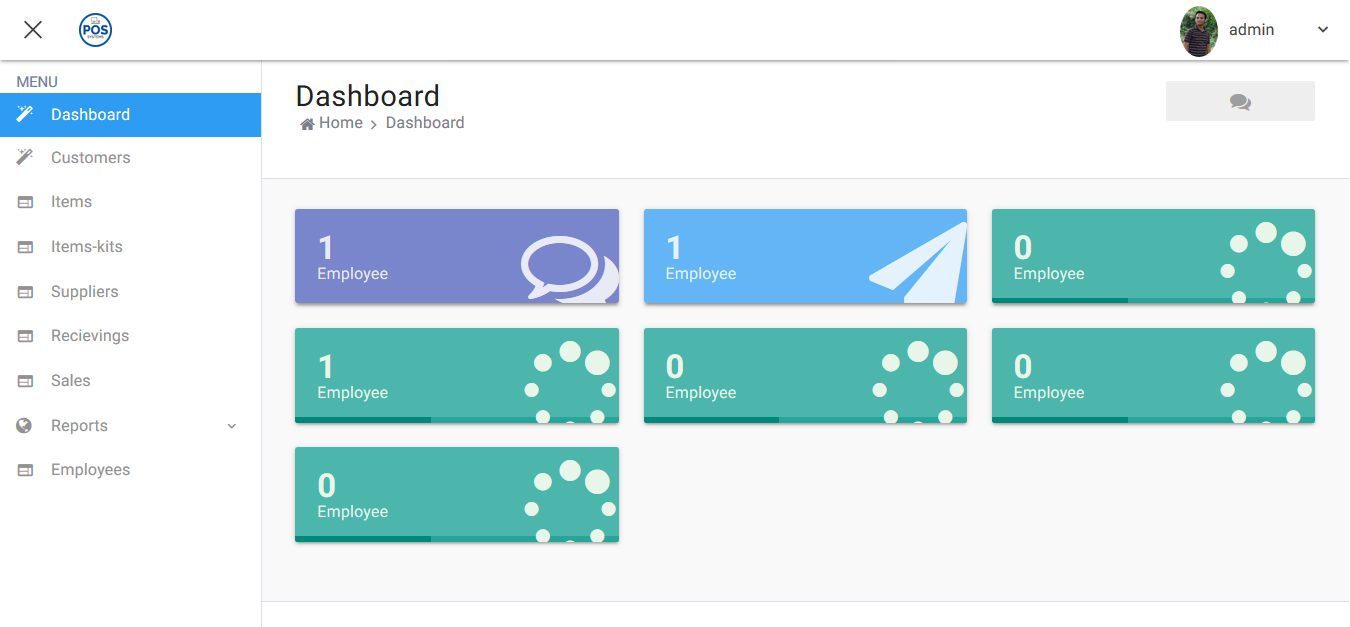 POS
admin
MENU
Dashboard
Customers
Items
Items-kits
Suppliers
Recievings
Sales
Reports
Employees
Dashboard
Home > Dashboard
1
Employee
1
Employee
0
Employee
1
Employee
0
Employee
0
Employee
0
Employee